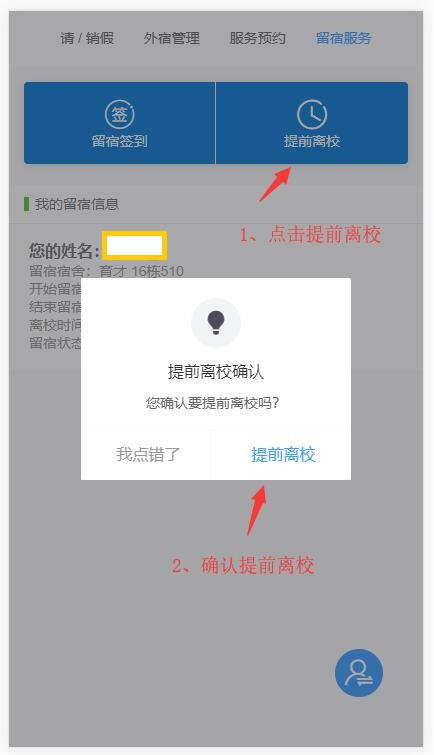 请 / 销假 外宿管理 服务预约 留宿服务
签
留宿签到 提前离校
我的留宿信息
1、点击提前离校
您的姓名:
留宿宿舍：育才 16栋510
开始留宿
结束留宿
离校时间
留宿状态
提前离校确认
您确认要提前离校吗?
我点错了 提前离校
2、确认提前离校